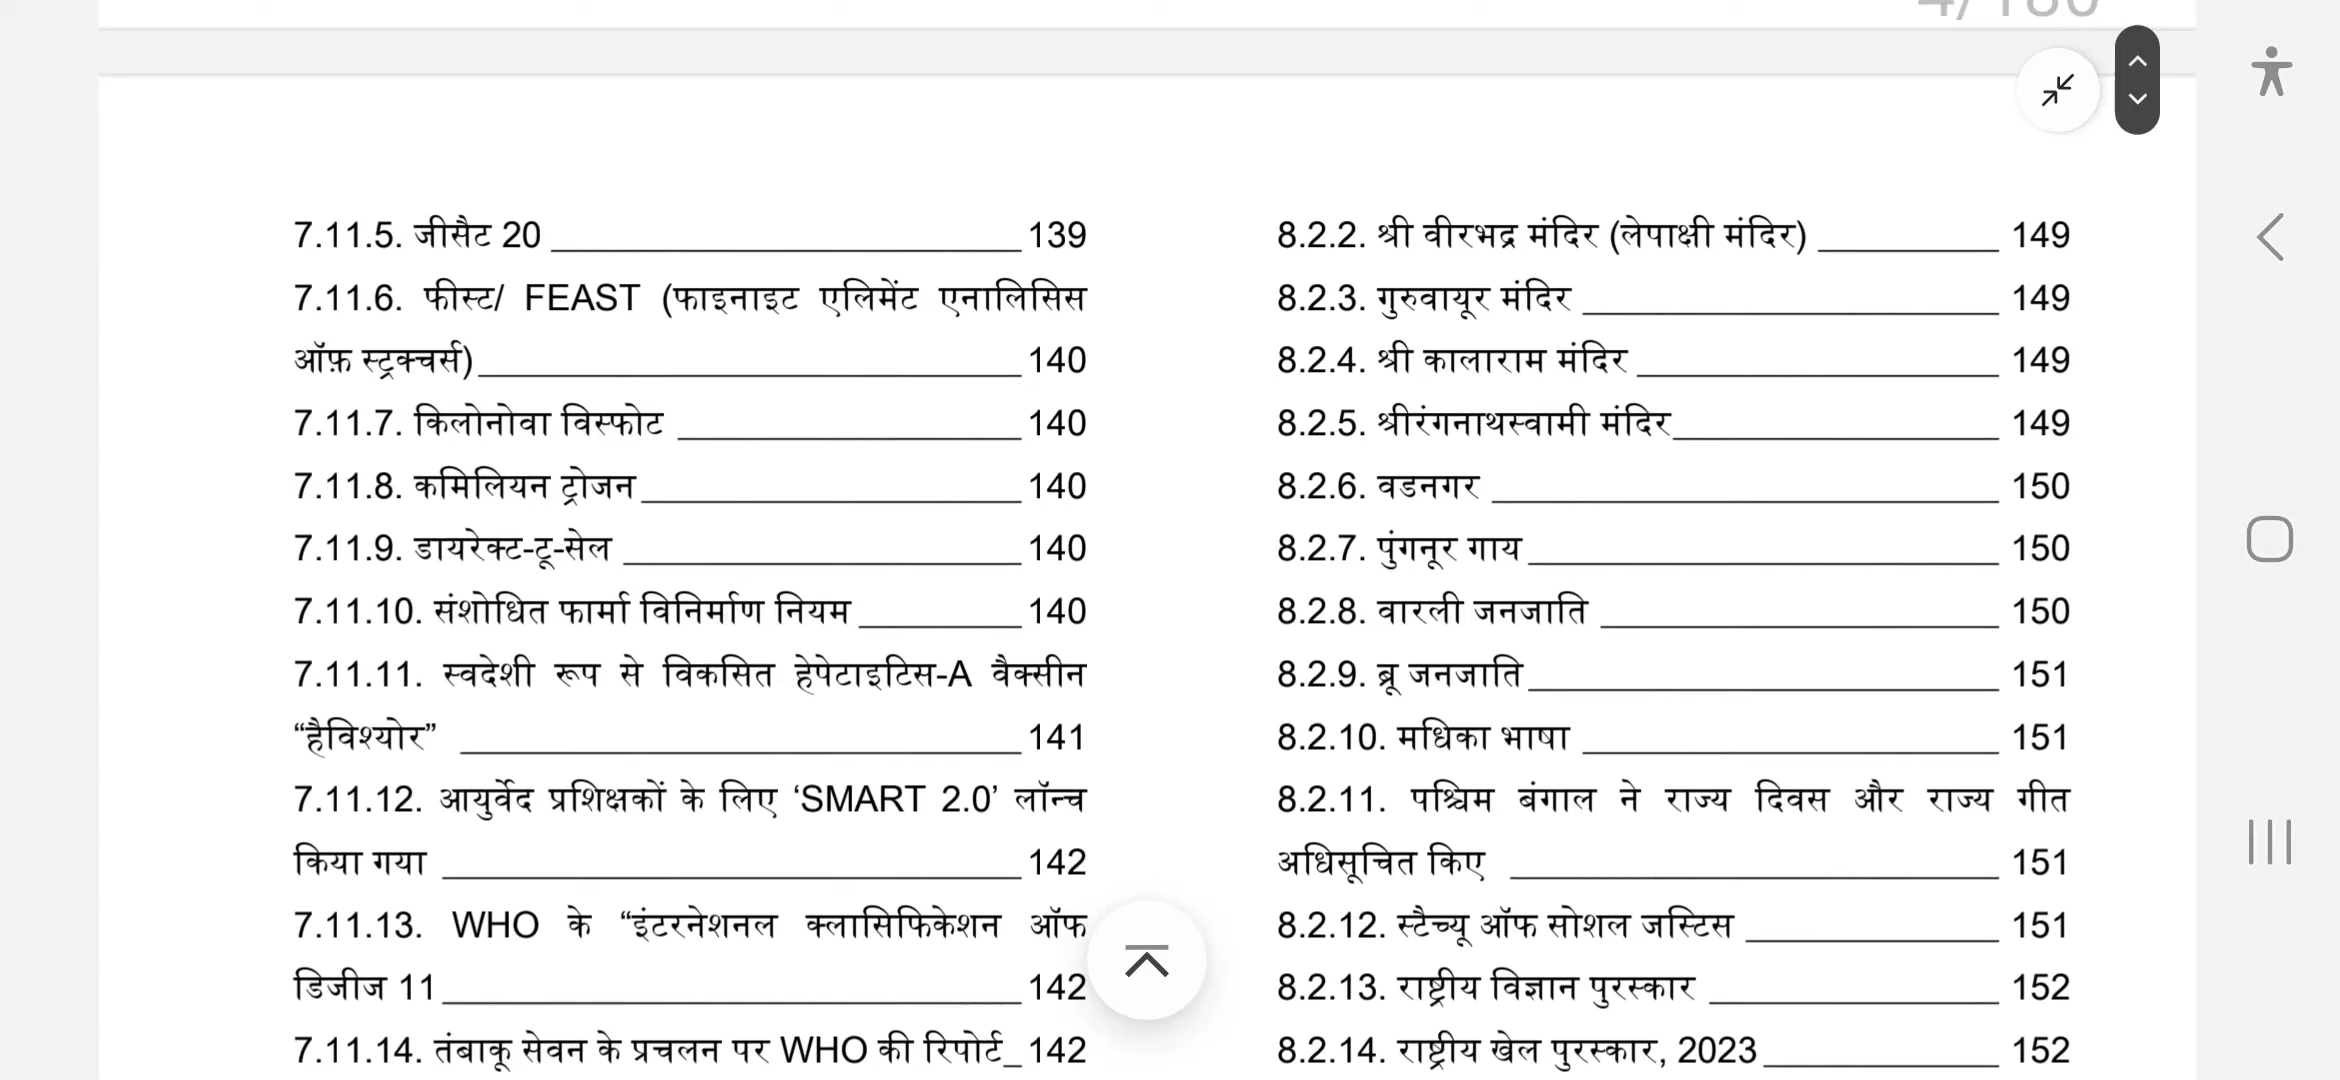 7.11.5. जीसैट 20 139
7.11.6. फीस्ट/ FEAST (फाइनाइट एलिमेंट एनालिसिस
ऑफ़ स्ट्रक्चर्स) 140
7.11.7. किलोनोवा विस्फोट 140
7.11.8. कमिलियन ट्रोजन 140
7.11.9. डायरेक्ट-टू-सेल 140
7.11.10. संशोधित फार्मा विनिर्माण नियम 140
7.11.11. स्वदेशी रूप से विकसित हेपेटाइटिस-A वैक्सीन
“हैविश्योर” 141
7.11.12. आयुर्वेद प्रशिक्षकों के लिए ‘SMART 2.0’ लॉन्च
किया गया 142
7.11.13. WHO के “इंटरनेशनल क्लासिफिकेशन ऑफ
डिजीज 11 142
7.11.14. तंबाकू सेवन के प्रचलन पर WHO की रिपोर्ट 142
8.2.2. श्री वीरभद्र मंदिर (लेपाक्षी मंदिर) 149
8.2.3. गुरुवायूर मंदिर 149
8.2.4. श्री कालाराम मंदिर 149
8.2.5. श्रीरंगनाथस्वामी मंदिर 149
8.2.6. वडनगर 150
8.2.7. पुंगनूर गाय 150
8.2.8. वारली जनजाति 150
8.2.9. ब्रू जनजाति 151
8.2.10. मधिका भाषा 151
8.2.11. पश्चिम बंगाल ने राज्य दिवस और राज्य गीत
अधिसूचित किए 151
8.2.12. स्टैच्यू ऑफ सोशल जस्टिस 151
8.2.13. राष्ट्रीय विज्ञान पुरस्कार 152
8.2.14. राष्ट्रीय खेल पुरस्कार, 2023 152